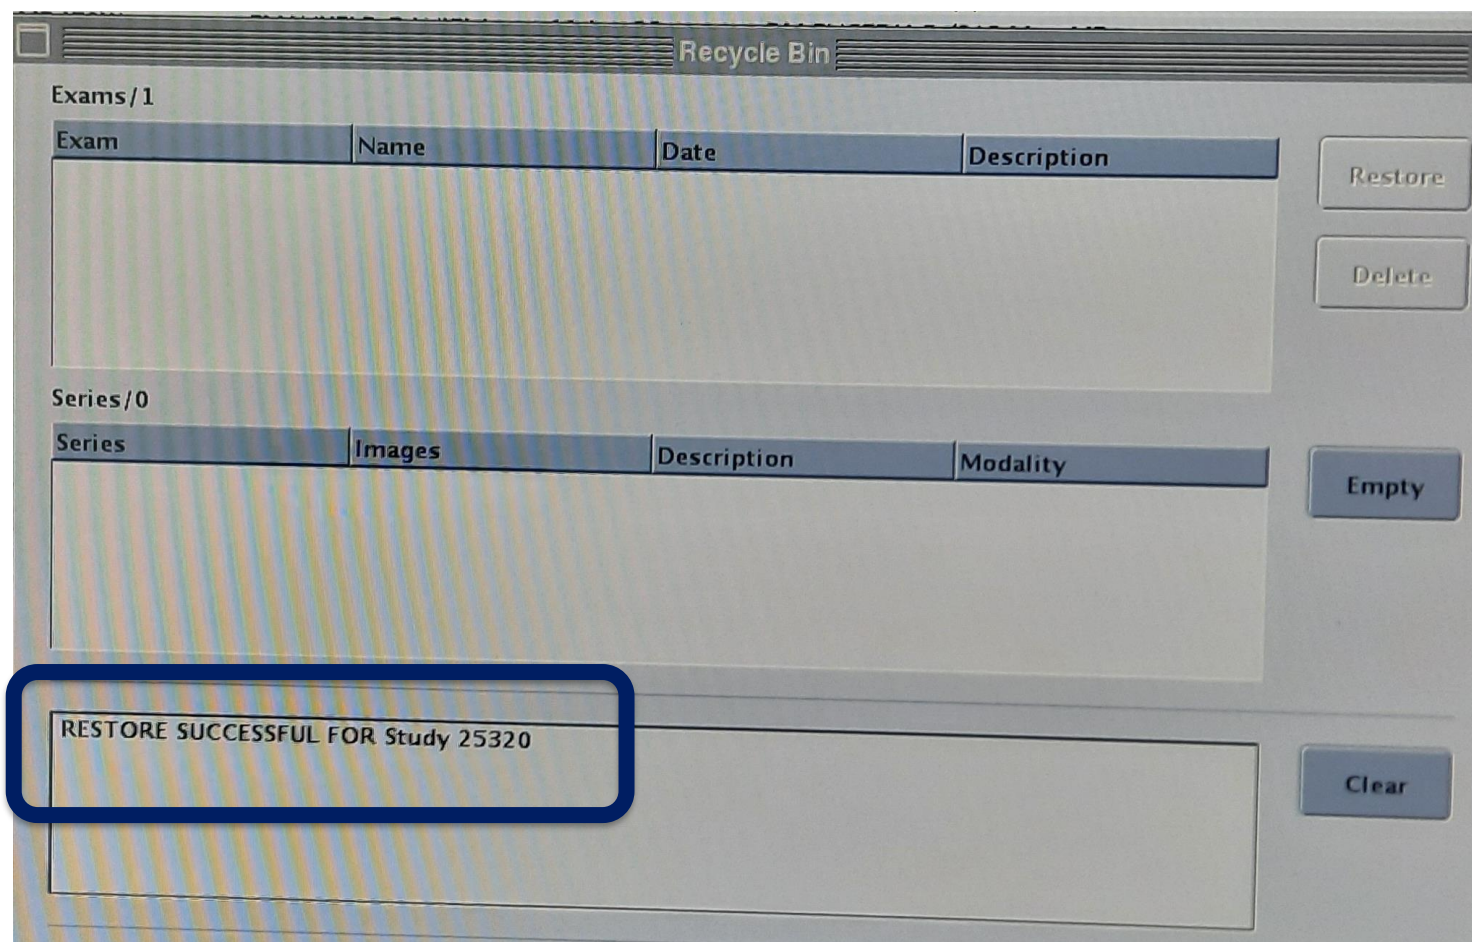 Recycle Bin
Exams/1
Exam Name Date Description
Restore
Delete
Series/0
Series Images Description Modality
Empty
RESTORE SUCCESSFUL FOR Study 25320
Clear